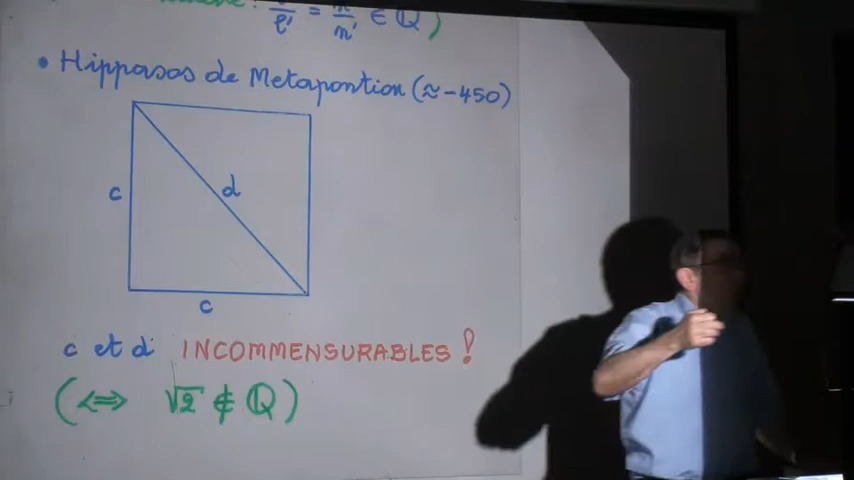 = ∈ ℚ)
• Hippasos de Metapontion (≈ -450)
c
d
c
c et d INCOMMENSURABLES !
(<=> √2 ∉ ℚ)